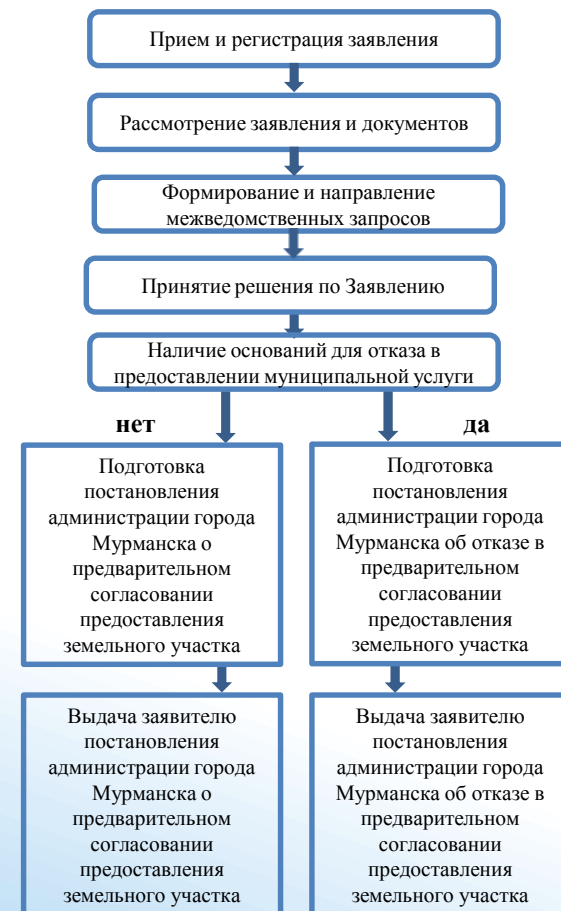 Прием и регистрация заявления
Рассмотрение заявления и документов
Формирование и направление
межведомственных запросов
Принятие решения по Заявлению
Наличие оснований для отказа в
предоставлении муниципальной услуги
нет
да
Подготовка
постановления
администрации города
Мурманска о
предварительном
согласовании
предоставления
земельного участка
Подготовка
постановления
администрации города
Мурманска об отказе в
предварительном
согласовании
предоставления
земельного участка
Выдача заявителю
постановления
администрации города
Мурманска о
предварительном
согласовании
предоставления
земельного участка
Выдача заявителю
постановления
администрации города
Мурманска об отказе в
предварительном
согласовании
предоставления
земельного участка